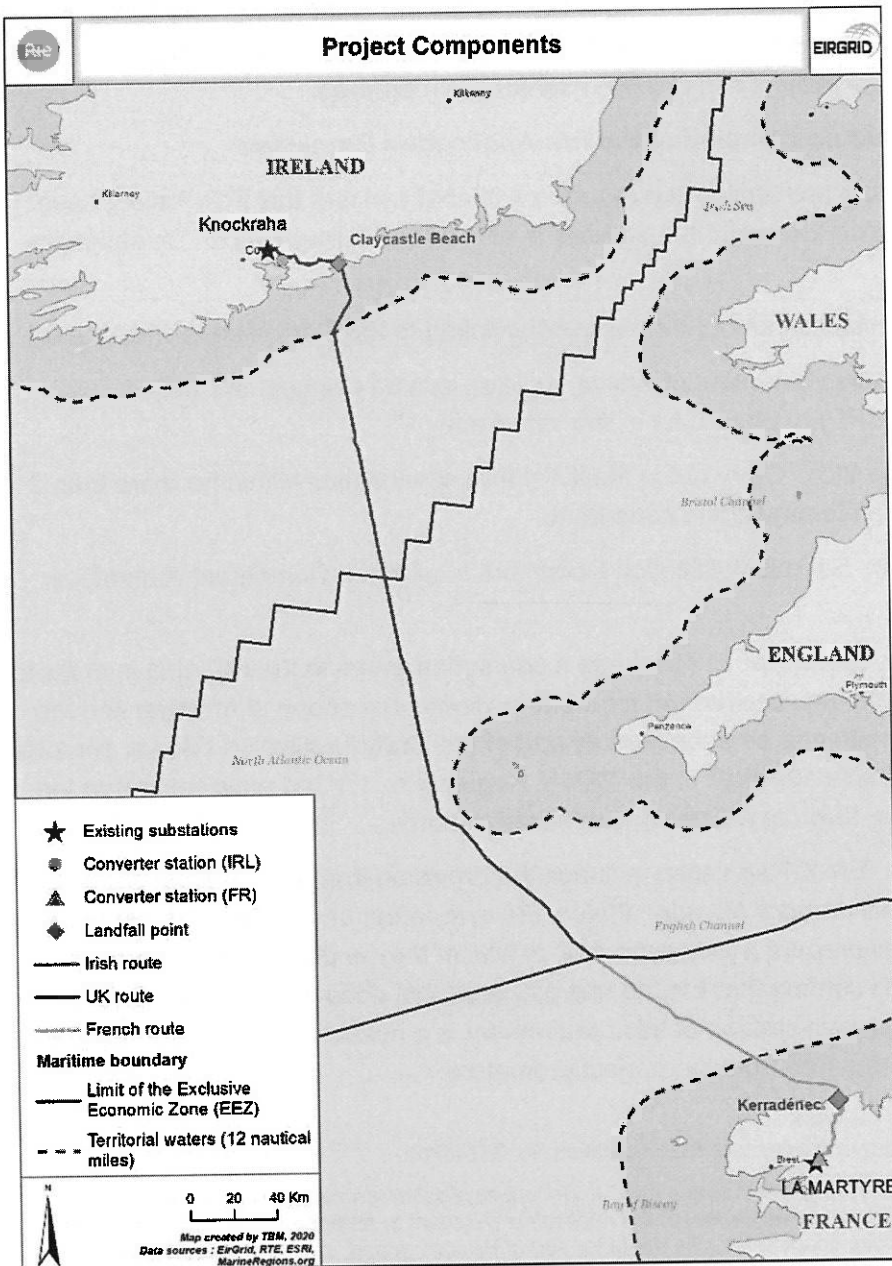 Rte
Project Components
EIRGRID
Kilkenny
IRELAND
Killarney
Irish Sea
Knockraha
Claycastle Beach
Co
WALES
Bristol Channel
ENGLAND
Plymouth
Penzance
North Atlantic Ocean
Existing substations
Converter station (IRL)
Converter station (FR)
Landfall point
English Channel
Irish route
UK route
French route
Maritime boundary
Limit of the Exclusive
Economic Zone (EEZ)
Kerradénec
Territorial waters (12 nautical
miles)
Brest
LA MARTYRE
N
0 20 40 Km
Bay of Biscay
FRANCE
Map created by TBM, 2020
Data sources : EirGrid, RTE, ESRI,
MarineRegions.org